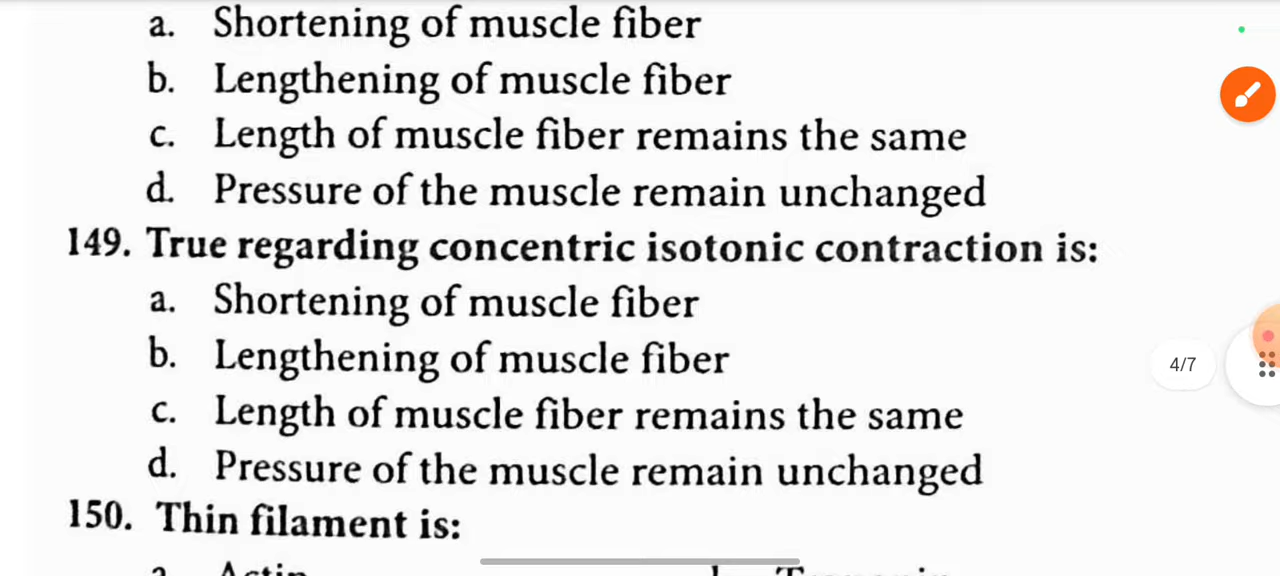 a. Shortening of muscle fiber
b. Lengthening of muscle fiber
c. Length of muscle fiber remains the same
d. Pressure of the muscle remain unchanged
149. True regarding concentric isotonic contraction is:
a. Shortening of muscle fiber
b. Lengthening of muscle fiber
4/7
c. Length of muscle fiber remains the same
d. Pressure of the muscle remain unchanged
150. Thin filament is: